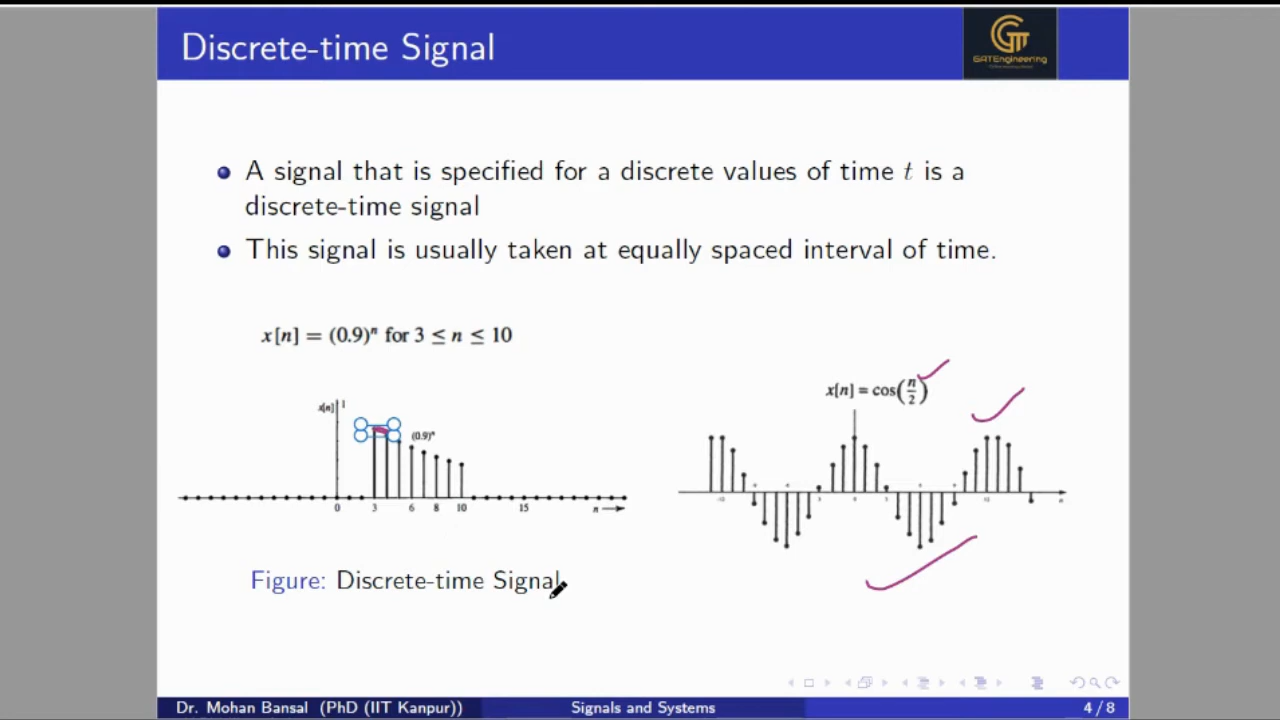 Discrete-time Signal
GATEngineering
A signal that is specified for a discrete values of time t is a
discrete-time signal
This signal is usually taken at equally spaced interval of time.
x[n] = (0.9)ⁿ for 3 ≤ n ≤ 10
x[n] = cos(n/2)
x[n] 1
(0.9)ⁿ
0 3 6 8 10 15 n
Figure: Discrete-time Signal
Dr. Mohan Bansal (PhD (IIT Kanpur)) Signals and Systems 4 / 8